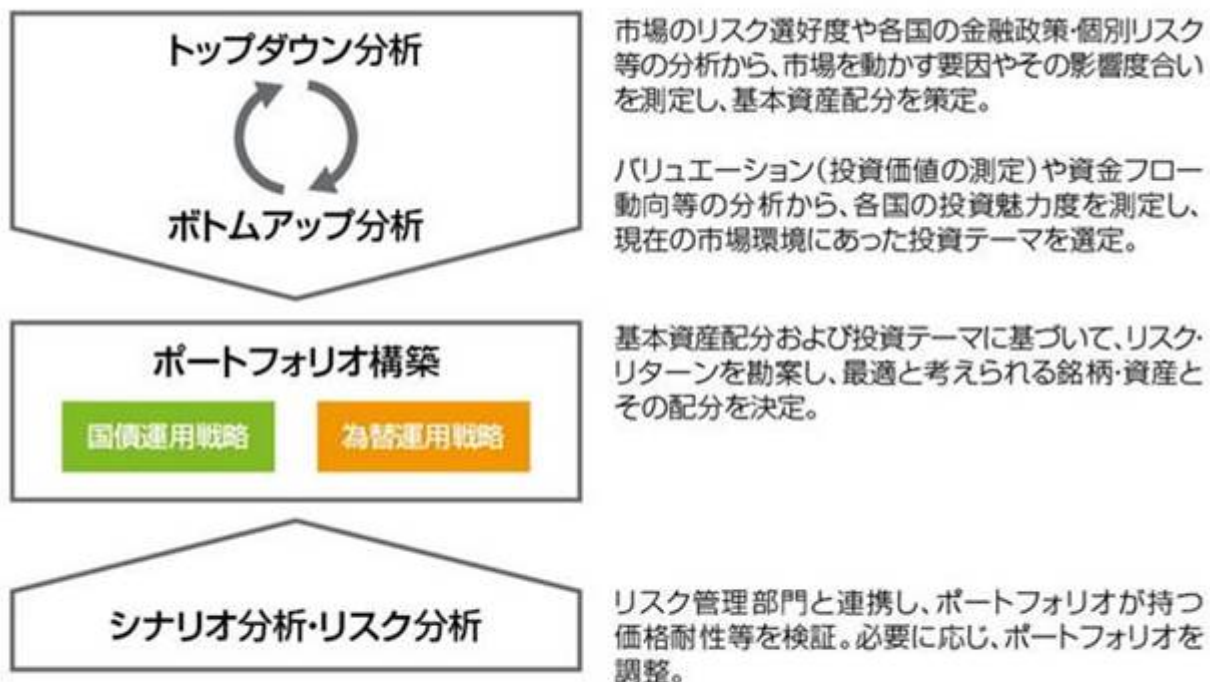 トップダウン分析
市場のリスク選好度や各国の金融政策・個別リスク
等の分析から、市場を動かす要因やその影響度合い
を測定し、基本資産配分を策定。
ボトムアップ分析
バリュエーション(投資価値の測定)や資金フロー
動向等の分析から、各国の投資魅力度を測定し、
現在の市場環境にあった投資テーマを選定。
ポートフォリオ構築
国債運用戦略
為替運用戦略
基本資産配分および投資テーマに基づいて、リスク・
リターンを勘案し、最適と考えられる銘柄・資産と
その配分を決定。
シナリオ分析・リスク分析
リスク管理部門と連携し、ポートフォリオが持つ
価格耐性等を検証。必要に応じ、ポートフォリオを
調整。